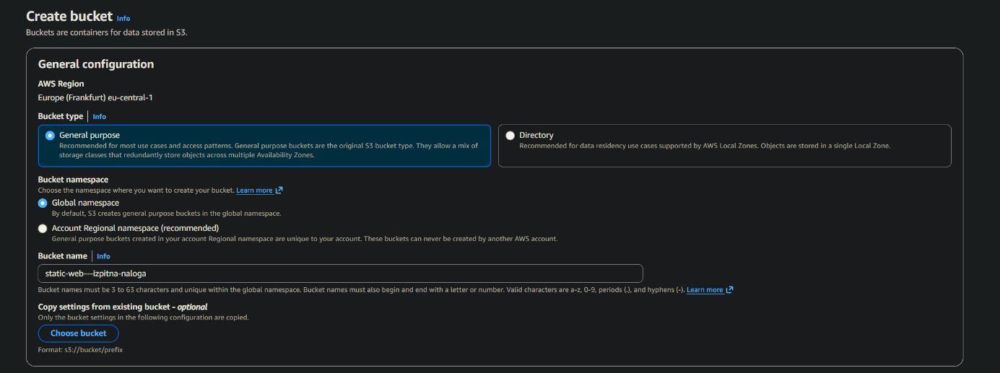 Create bucket Info
Buckets are containers for data stored in S3.
General configuration
AWS Region
Europe (Frankfurt) eu-central-1
Bucket type Info
General purpose
Recommended for most use cases and access patterns. General purpose buckets are the original S3 bucket type. They allow a mix of
storage classes that redundantly store objects across multiple Availability Zones.
Directory
Recommended for data residency use cases supported by AWS Local Zones. Objects are stored in a single Local Zone.
Bucket namespace
Choose the namespace where you want to create your bucket. Learn more
Global namespace
By default, S3 creates general purpose buckets in the global namespace.
Account Regional namespace (recommended)
General purpose buckets created in your account Regional namespace are unique to your account. These buckets can never be created by another AWS account.
Bucket name Info
static-web---izpitna-naloga
Bucket names must be 3 to 63 characters and unique within the global namespace. Bucket names must also begin and end with a letter or number. Valid characters are a-z, 0-9, periods (.), and hyphens (-). Learn more
Copy settings from existing bucket - optional
Only the bucket settings in the following configuration are copied.
Choose bucket
Format: s3://bucket/prefix